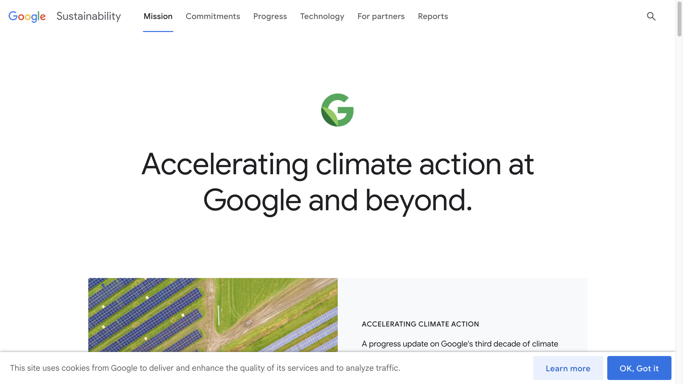 Google Sustainability Mission Commitments Progress Technology For partners Reports
Accelerating climate action at
Google and beyond.
ACCELERATING CLIMATE ACTION
A progress update on Google's third decade of climate
This site uses cookies from Google to deliver and enhance the quality of its services and to analyze traffic. Learn more OK, Got it